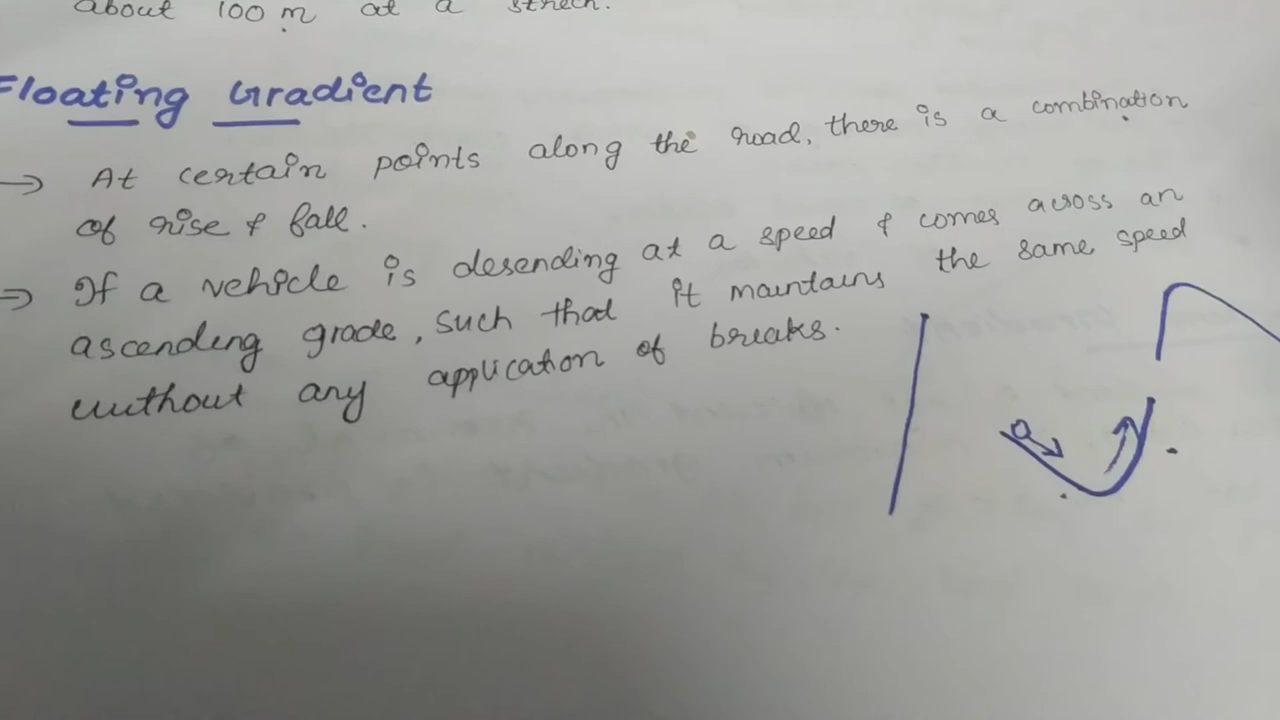 about 100 m at a strech.
Floating Gradient
→ At certain points along the road, there is a combination
of rise & fall.
⇒ If a vehicle is desending at a speed & comes across an
ascending grade, such that it maintains the same speed
without any application of breaks.